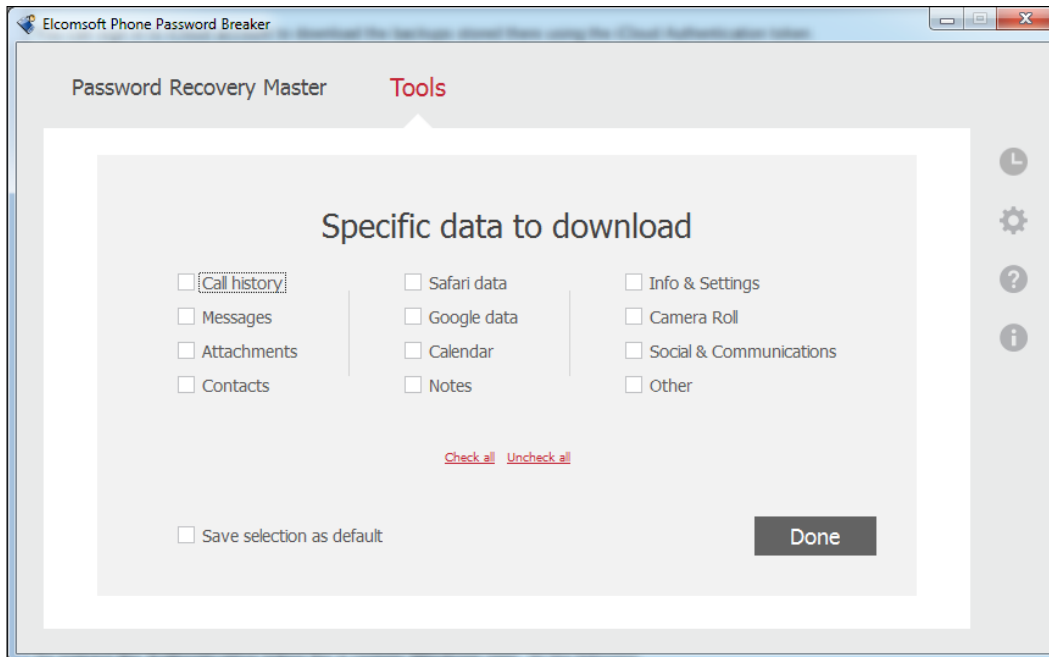 Elcomsoft Phone Password Breaker
Password Recovery Master
Tools
Specific data to download
Call history
Messages
Attachments
Contacts
Safari data
Google data
Calendar
Notes
Info & Settings
Camera Roll
Social & Communications
Other
Check all Uncheck all
Save selection as default
Done